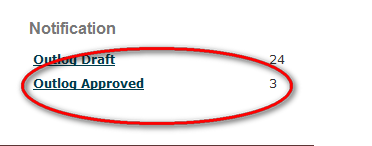 Notification
Outlog Draft 24
Outlog Approved 3